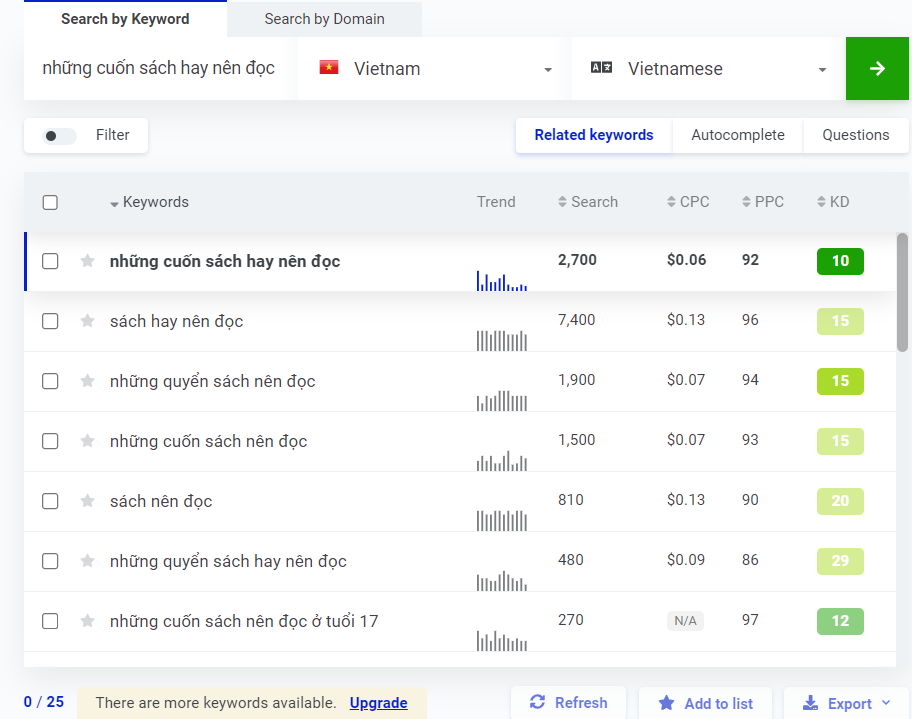 Search by Keyword Search by Domain
những cuốn sách hay nên đọc Vietnam Vietnamese
Filter Related keywords Autocomplete Questions
Keywords Trend Search CPC PPC KD
những cuốn sách hay nên đọc 2,700 $0.06 92 10
sách hay nên đọc 7,400 $0.13 96 15
những quyển sách nên đọc 1,900 $0.07 94 15
những cuốn sách nên đọc 1,500 $0.07 93 15
sách nên đọc 810 $0.13 90 20
những quyển sách hay nên đọc 480 $0.09 86 29
những cuốn sách nên đọc ở tuổi 17 270 N/A 97 12
0 / 25 There are more keywords available. Upgrade Refresh Add to list Export